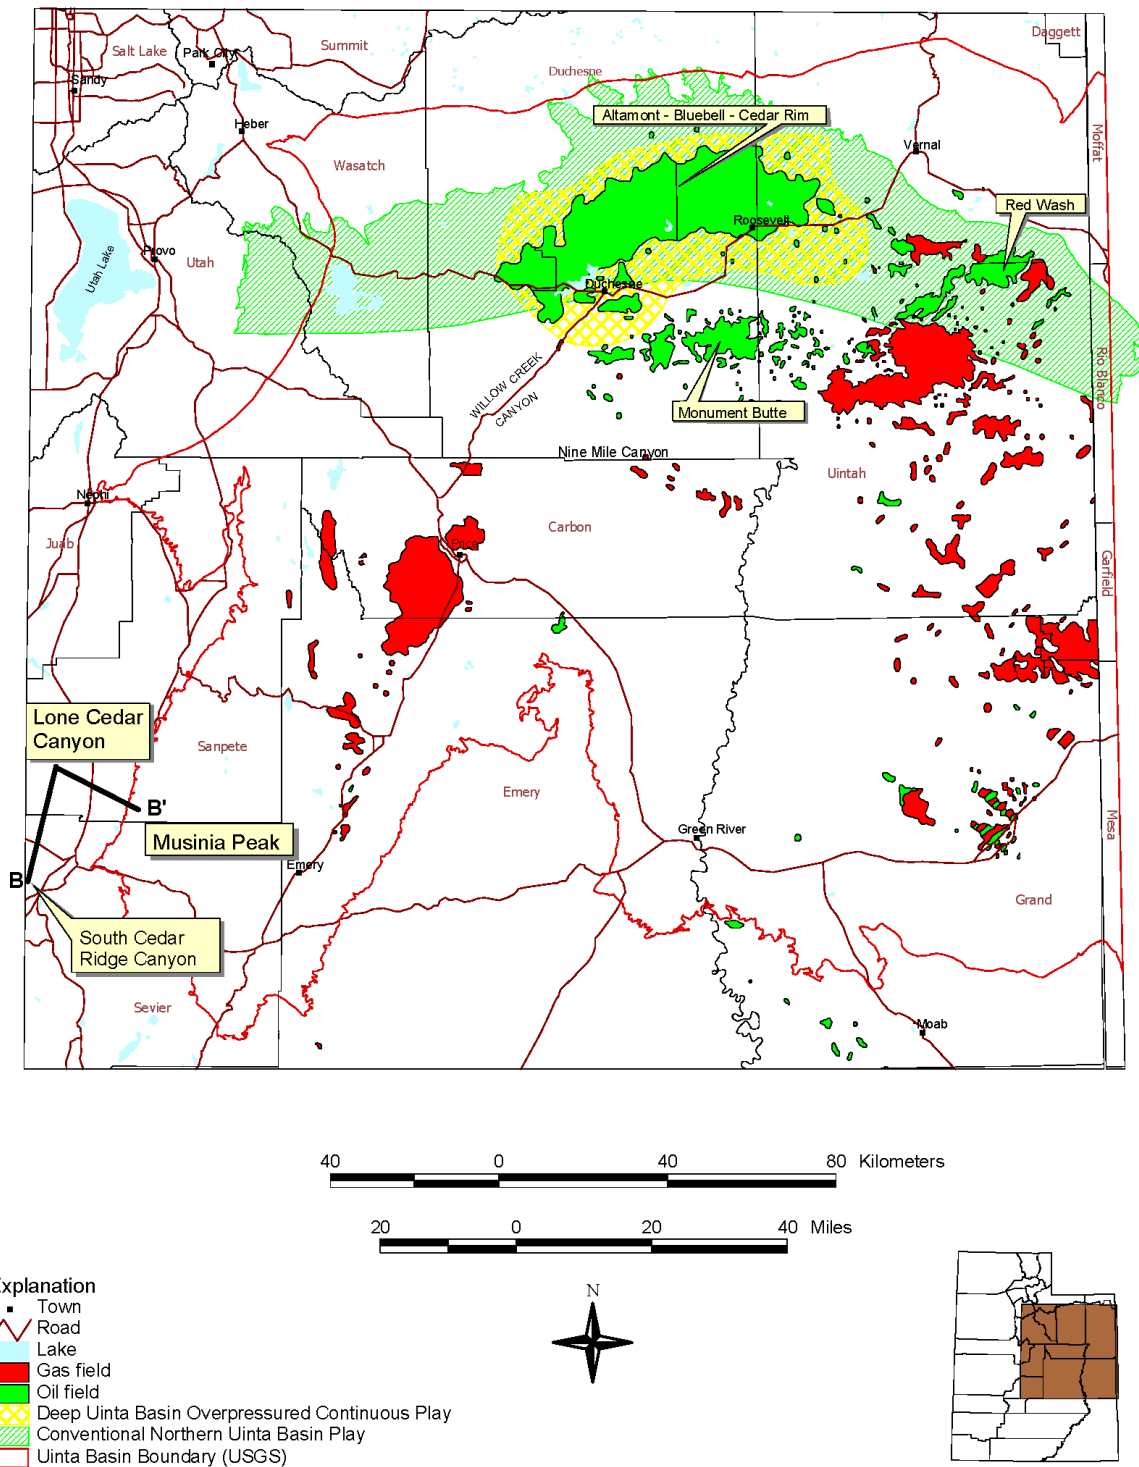 Summit
Daggett
Salt Lake
Park City
Duchesne
Sandy
Altamont - Bluebell - Cedar Rim
Heber
Moffat
Vernal
Wasatch
Red Wash
Roosevell
Provo
Utah
Utah Lake
Duchesne
WILLOW CREEK
CANYON
Rio Blanco
Monument Butte
Nine Mile Canyon
Uintah
Nephi
Carbon
Juab
Price
Garfield
Lone Cedar
Canyon
Sanpete
Emery
B'
Mesa
Green River
Musinia Peak
Emery
B
Grand
South Cedar
Ridge Canyon
Sevier
Moab
40 0 40 80 Kilometers
20 0 20 40 Miles
N
Explanation
Town
Road
Lake
Gas field
Oil field
Deep Uinta Basin Overpressured Continuous Play
Conventional Northern Uinta Basin Play
Uinta Basin Boundary (USGS)